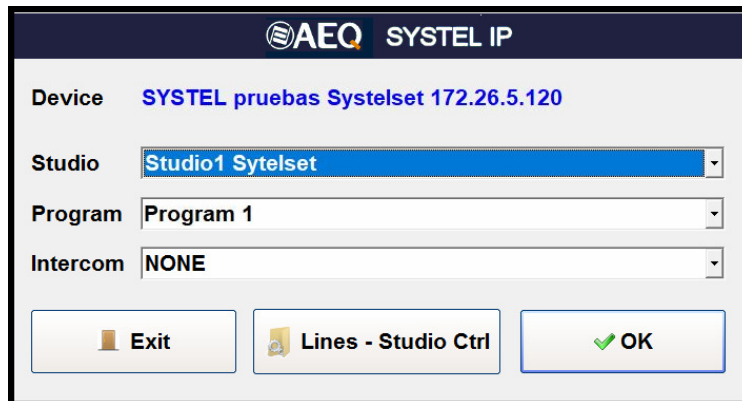 AEQ SYSTEL IP
Device SYSTEL pruebas Systelset 172.26.5.120
Studio Studio1 Sytelset
Program Program 1
Intercom NONE
Exit Lines - Studio Ctrl OK